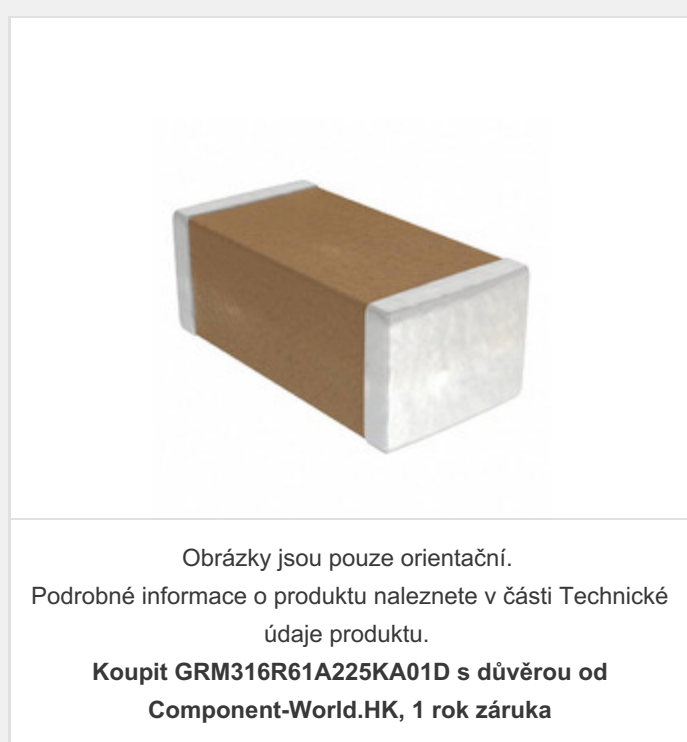 Obrázky jsou pouze orientační.
Podrobné informace o produktu naleznete v části Technické
údaje produktu.
Koupit GRM316R61A225KA01D s důvěrou od
Component-World.HK, 1 rok záruka